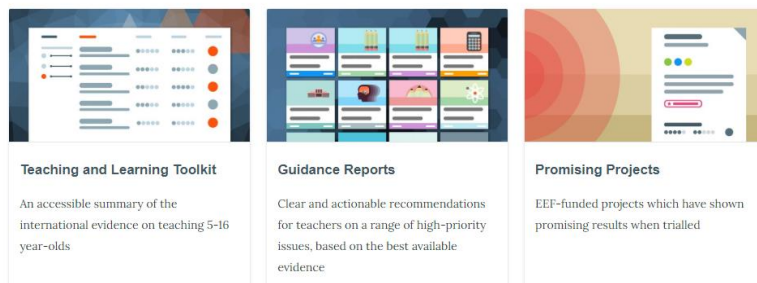 Teaching and Learning Toolkit
An accessible summary of the
international evidence on teaching 5-16
year-olds
Guidance Reports
Clear and actionable recommendations
for teachers on a range of high-priority
issues, based on the best available
evidence
Promising Projects
EEF-funded projects which have shown
promising results when trialled